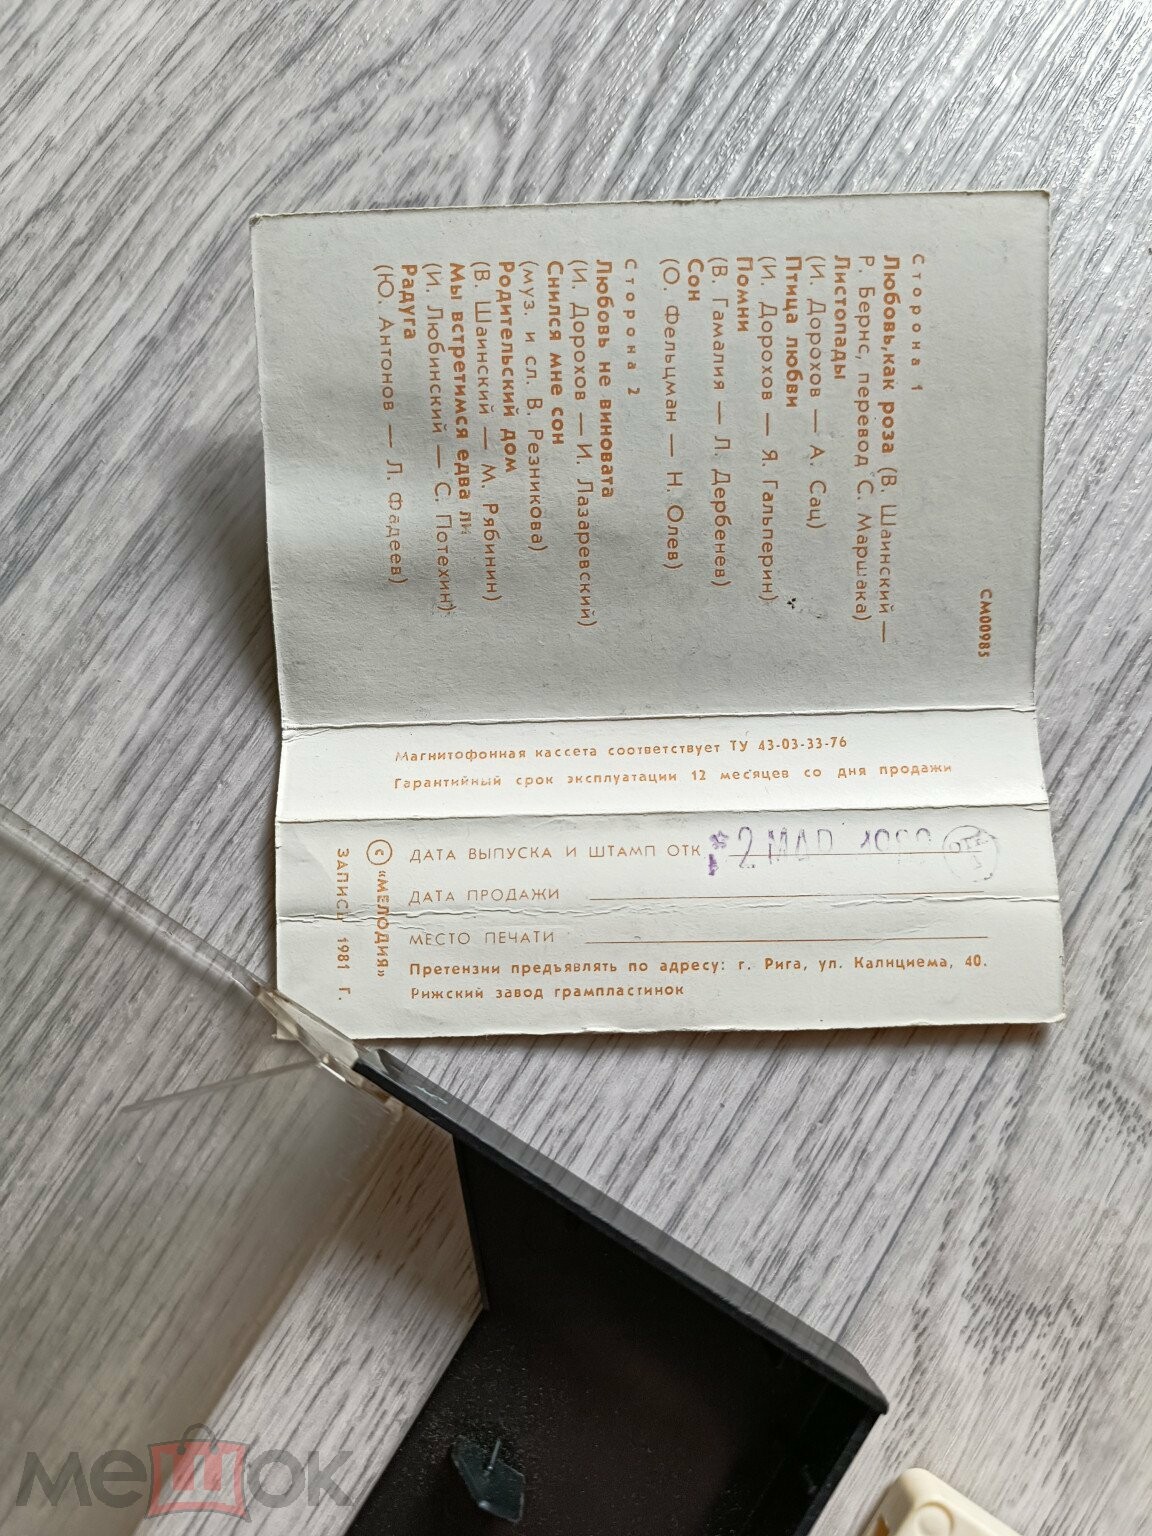 СМ00985
Сторона 1
Любовь, как роза (В. Шаинский —
Р. Бернс, перевод С. Маршака)
Листопады
(И. Дорохов — А. Сац)
Птица любви
(И. Дорохов — Я. Гальперин)
Помни
(В. Гамалия — Л. Дербенев)
Сон
(О. Фельцман — Н. Олев)
Сторона 2
Любовь не виновата
(И. Дорохов — И. Лазаревский)
Снился мне сон
(муз. и сл. В. Резникова)
Родительский дом
(В. Шаинский — М. Рябинин)
Мы встретимся едва ли
(И. Любинский — С. Потехин)
Радуга
(Ю. Антонов — Л. Фадеев)
Магнитофонная кассета соответствует ТУ 43-03-33-76
Гарантийный срок эксплуатации 12 месяцев со дня продажи
ДАТА ВЫПУСКА И ШТАМП ОТК
ДАТА ПРОДАЖИ
МЕСТО ПЕЧАТИ
Претензии предъявлять по адресу: г. Рига, ул. Калнциема, 40.
Рижский завод грампластинок
С «МЕЛОДИЯ»
ЗАПИСЬ 1981 Г.
мешок